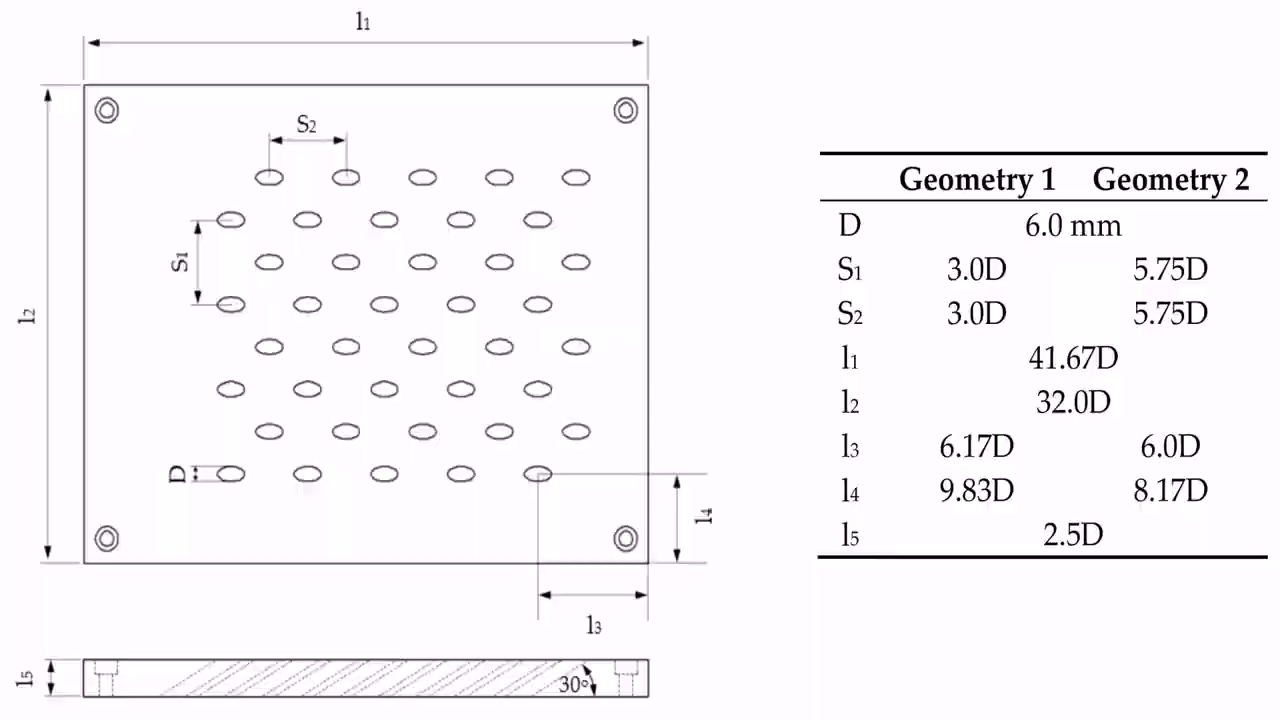 l1
S2
S1
l2
D
l4
l3
l5
30°
Geometry 1 Geometry 2
D 6.0 mm
S1 3.0D 5.75D
S2 3.0D 5.75D
l1 41.67D
l2 32.0D
l3 6.17D 6.0D
l4 9.83D 8.17D
l5 2.5D